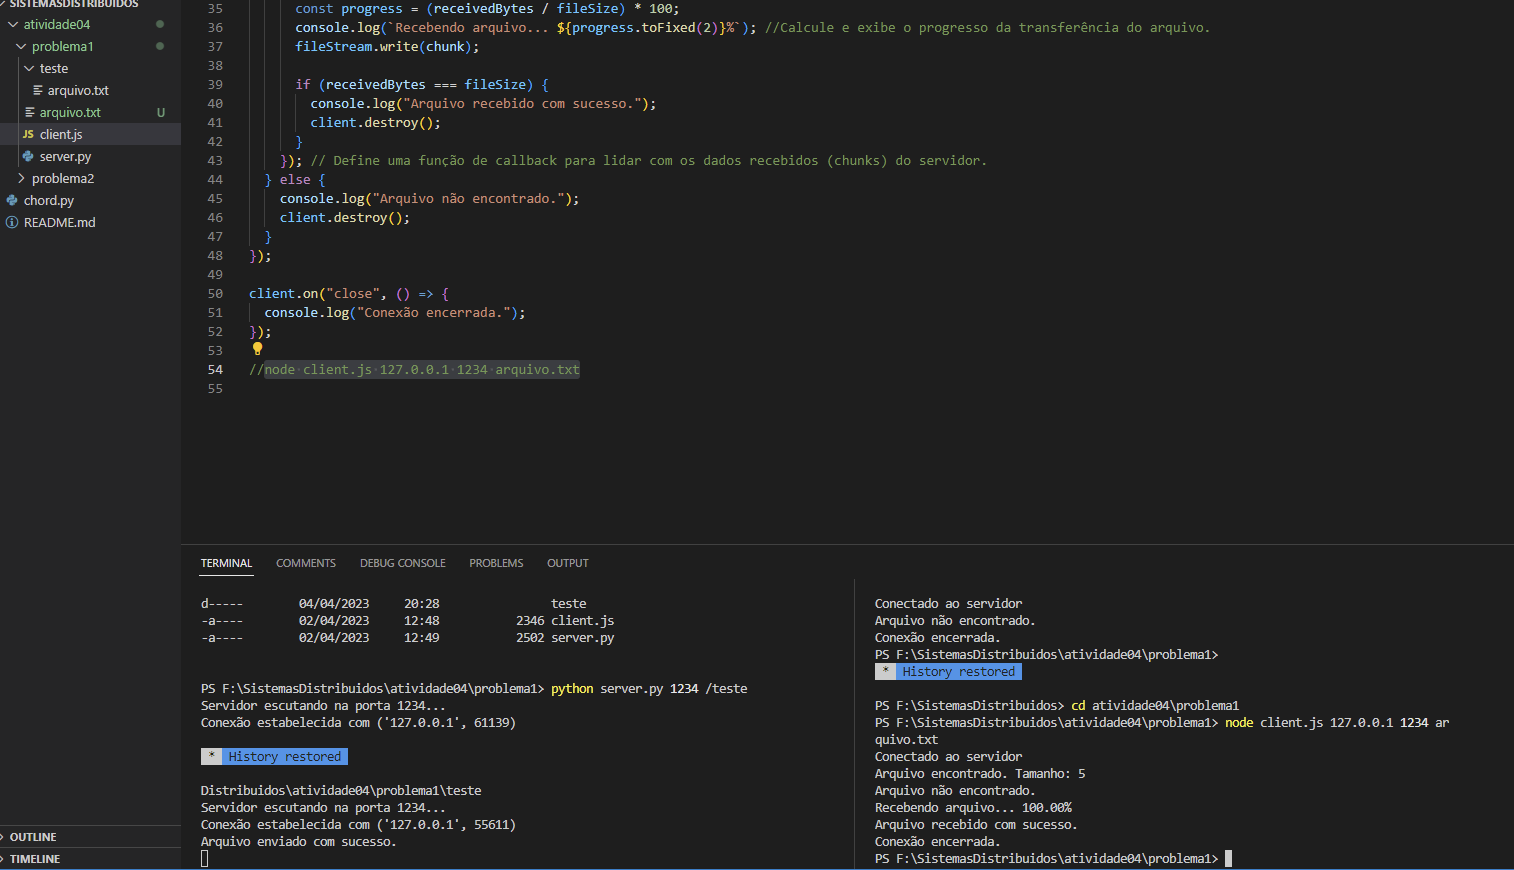 SISTEMASDISTRIBUIDOS
atividade04
problema1
teste
arquivo.txt
arquivo.txt U
JS client.js
server.py
problema2
chord.py
README.md
OUTLINE
TIMELINE
35 const progress = (receivedBytes / fileSize) * 100;
36 console.log(`Recebendo arquivo... ${progress.toFixed(2)}%`); //Calcule e exibe o progresso da transferência do arquivo.
37 fileStream.write(chunk);
38
39 if (receivedBytes === fileSize) {
40 console.log("Arquivo recebido com sucesso.");
41 client.destroy();
42 }
43 }); // Define uma função de callback para lidar com os dados recebidos (chunks) do servidor.
44 } else {
45 console.log("Arquivo não encontrado.");
46 client.destroy();
47 }
48 });
49
50 client.on("close", () => {
51 console.log("Conexão encerrada.");
52 });
53
54 //node client.js 127.0.0.1 1234 arquivo.txt
55
TERMINAL COMMENTS DEBUG CONSOLE PROBLEMS OUTPUT
d----- 04/04/2023 20:28 teste
-a---- 02/04/2023 12:48 2346 client.js
-a---- 02/04/2023 12:49 2502 server.py
PS F:\SistemasDistribuidos\atividade04\problema1> python server.py 1234 /teste
Servidor escutando na porta 1234...
Conexão estabelecida com ('127.0.0.1', 61139)
* History restored
Distribuidos\atividade04\problema1\teste
Servidor escutando na porta 1234...
Conexão estabelecida com ('127.0.0.1', 55611)
Arquivo enviado com sucesso.
Conectado ao servidor
Arquivo não encontrado.
Conexão encerrada.
PS F:\SistemasDistribuidos\atividade04\problema1>
* History restored
PS F:\SistemasDistribuidos> cd atividade04\problema1
PS F:\SistemasDistribuidos\atividade04\problema1> node client.js 127.0.0.1 1234 ar
quivo.txt
Conectado ao servidor
Arquivo encontrado. Tamanho: 5
Arquivo não encontrado.
Recebendo arquivo... 100.00%
Arquivo recebido com sucesso.
Conexão encerrada.
PS F:\SistemasDistribuidos\atividade04\problema1>